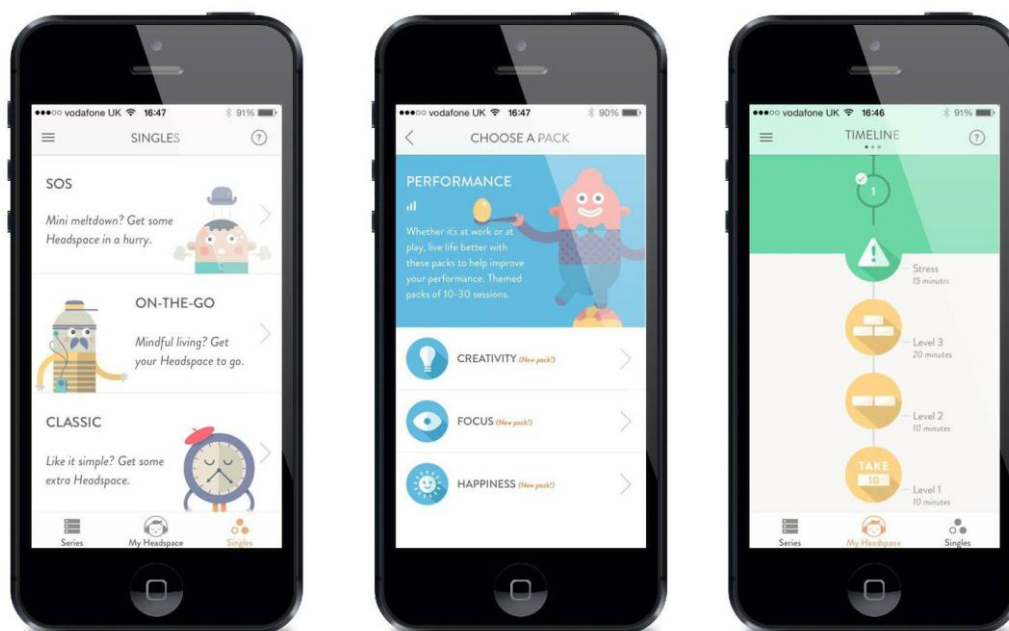 vodafone UK 16:47 91%
SINGLES
?
SOS
Mini meltdown? Get some
Headspace in a hurry.
ON-THE-GO
Mindful living? Get
your Headspace to go.
CLASSIC
Like it simple? Get some
extra Headspace.
Series
My Headspace
Singles
vodafone UK 16:47 90%
CHOOSE A PACK
PERFORMANCE
Whether it's at work or at
play, live life better with
these packs to help improve
your performance. Themed
packs of 10-30 sessions.
CREATIVITY (New pack!)
FOCUS (New pack!)
HAPPINESS (New pack!)
vodafone UK 16:46 91%
TIMELINE
?
1
!
Stress
15 minutes
Level 3
20 minutes
Level 2
10 minutes
TAKE
10
Level 1
10 minutes
Series
My Headspace
Singles